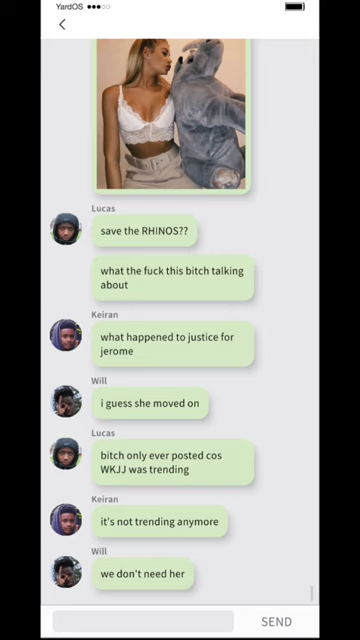 YardOS
Lucas
save the RHINOS??
what the fuck this bitch talking
about
Keiran
what happened to justice for
jerome
Will
i guess she moved on
Lucas
bitch only ever posted cos
WKJJ was trending
Keiran
it's not trending anymore
Will
we don't need her
SEND